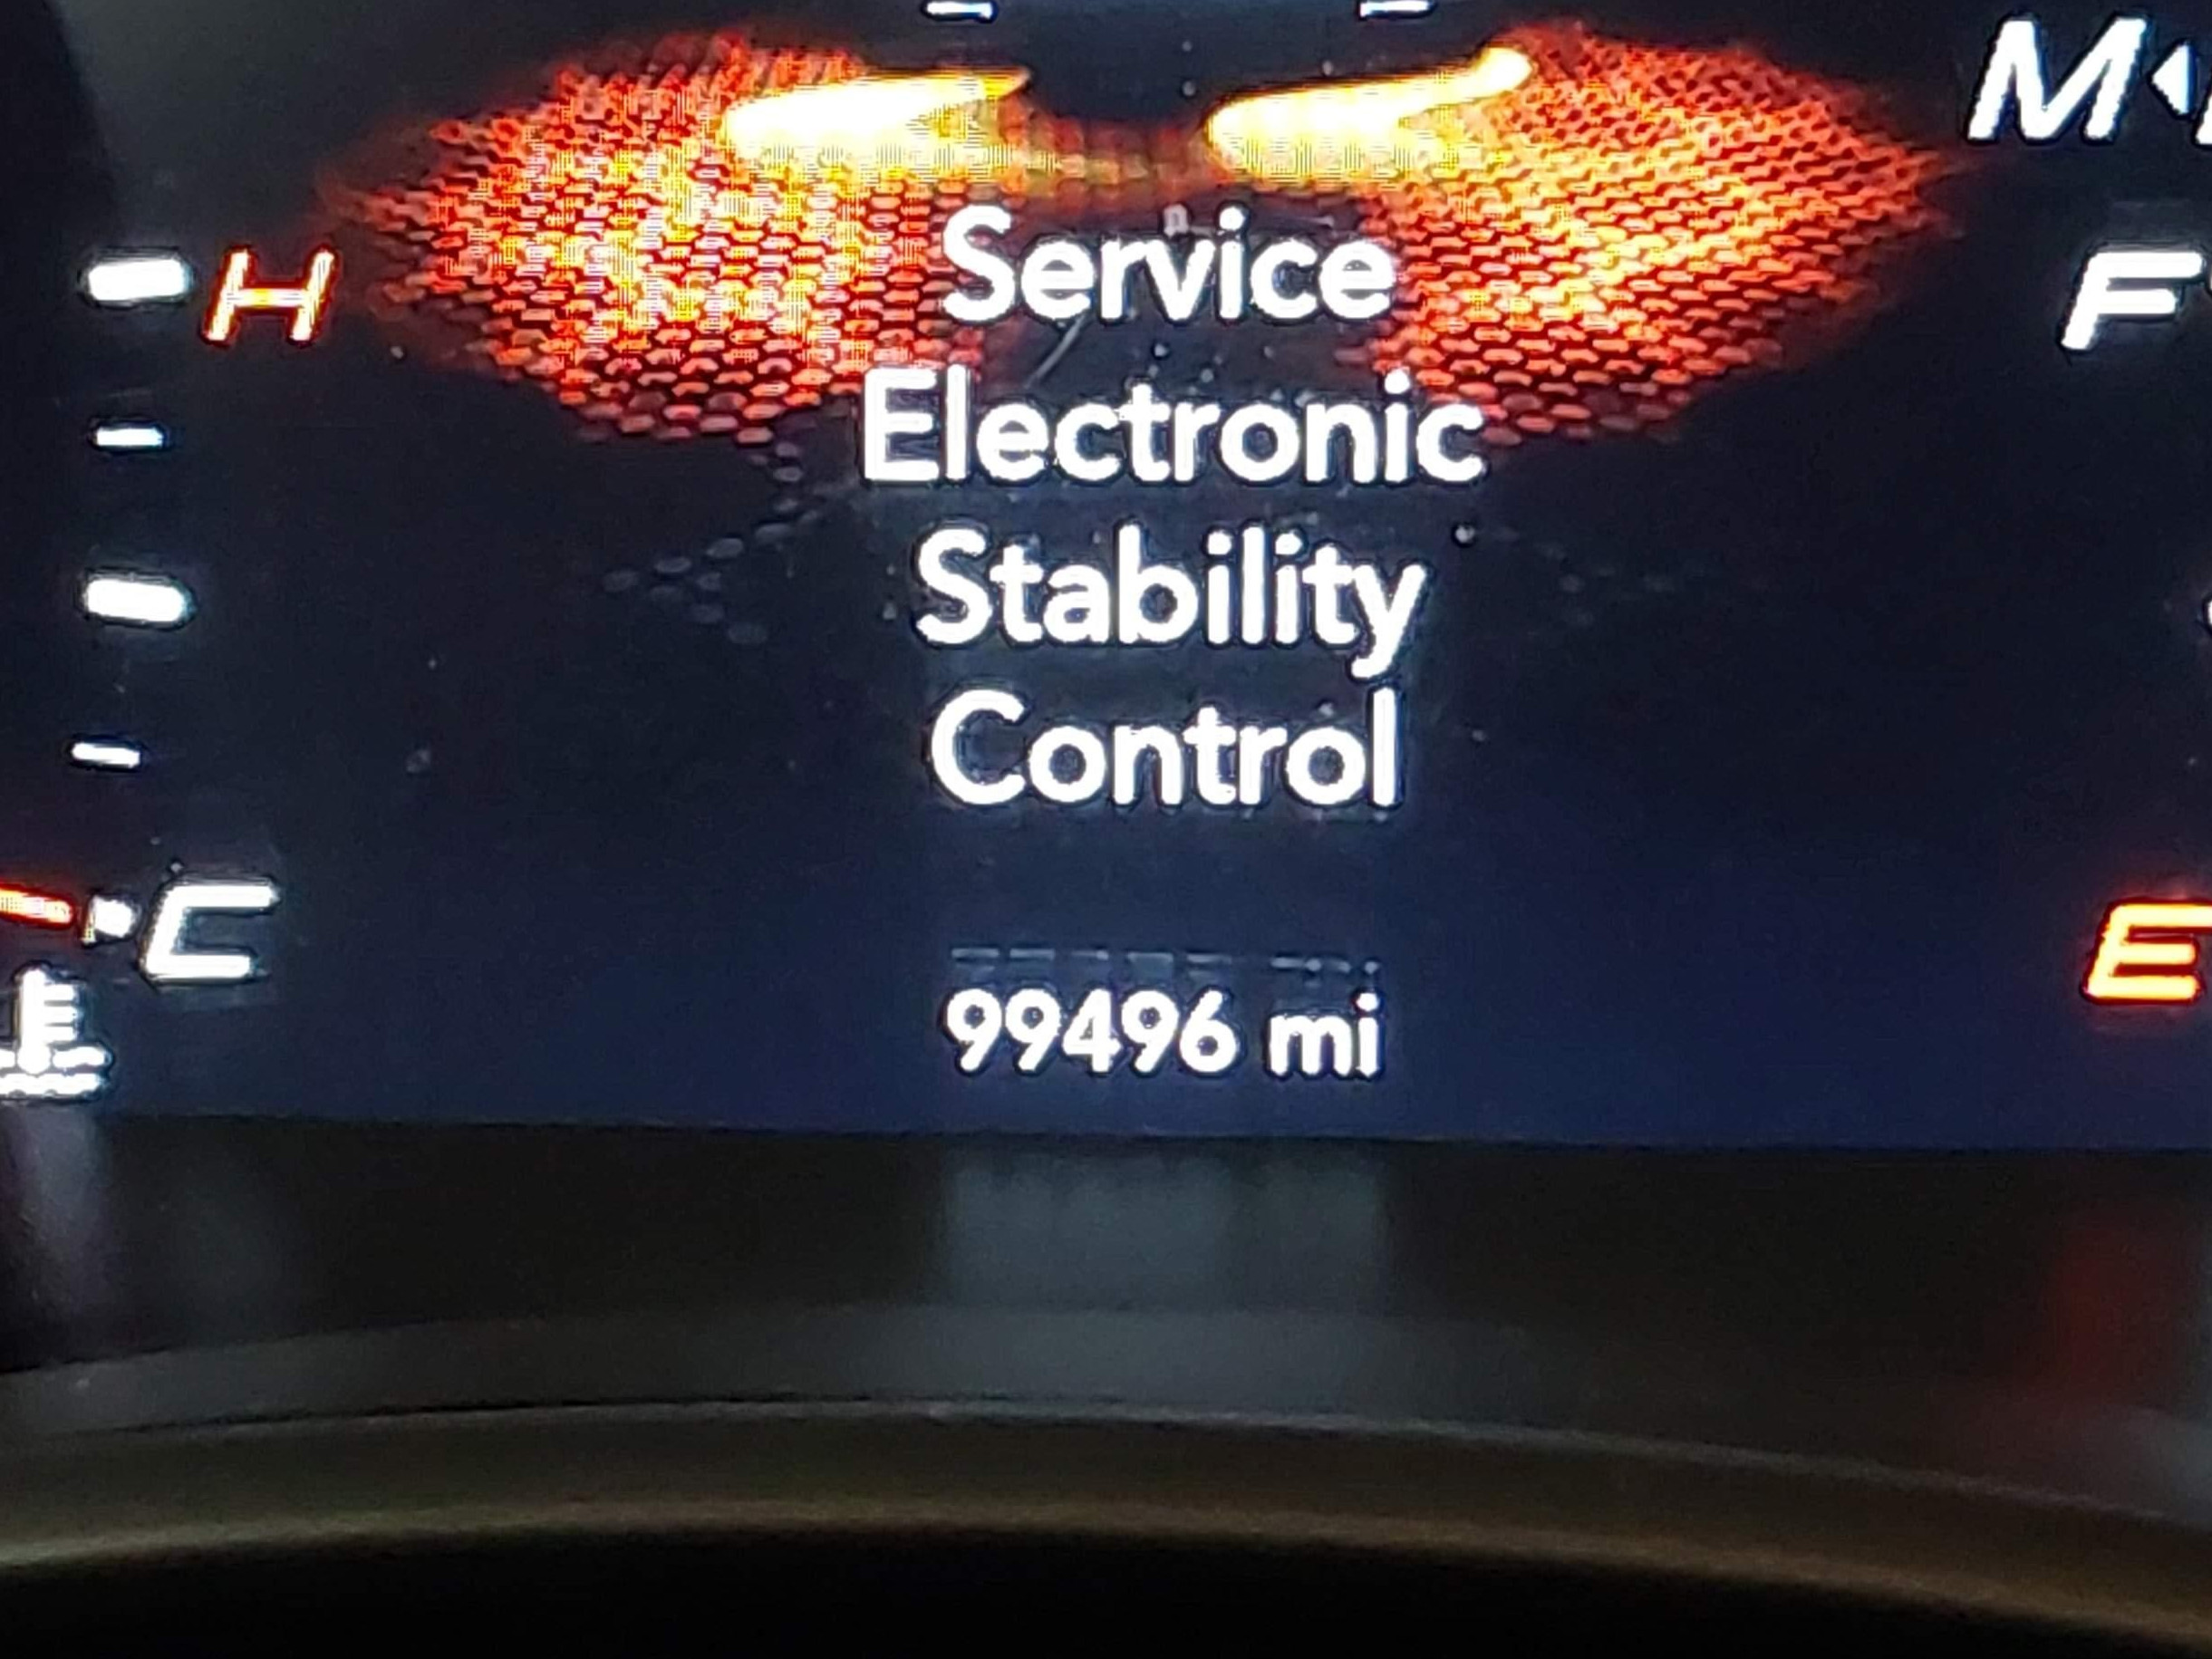 M
H
Service
F
Electronic
Stability
Control
C
E
99496 mi